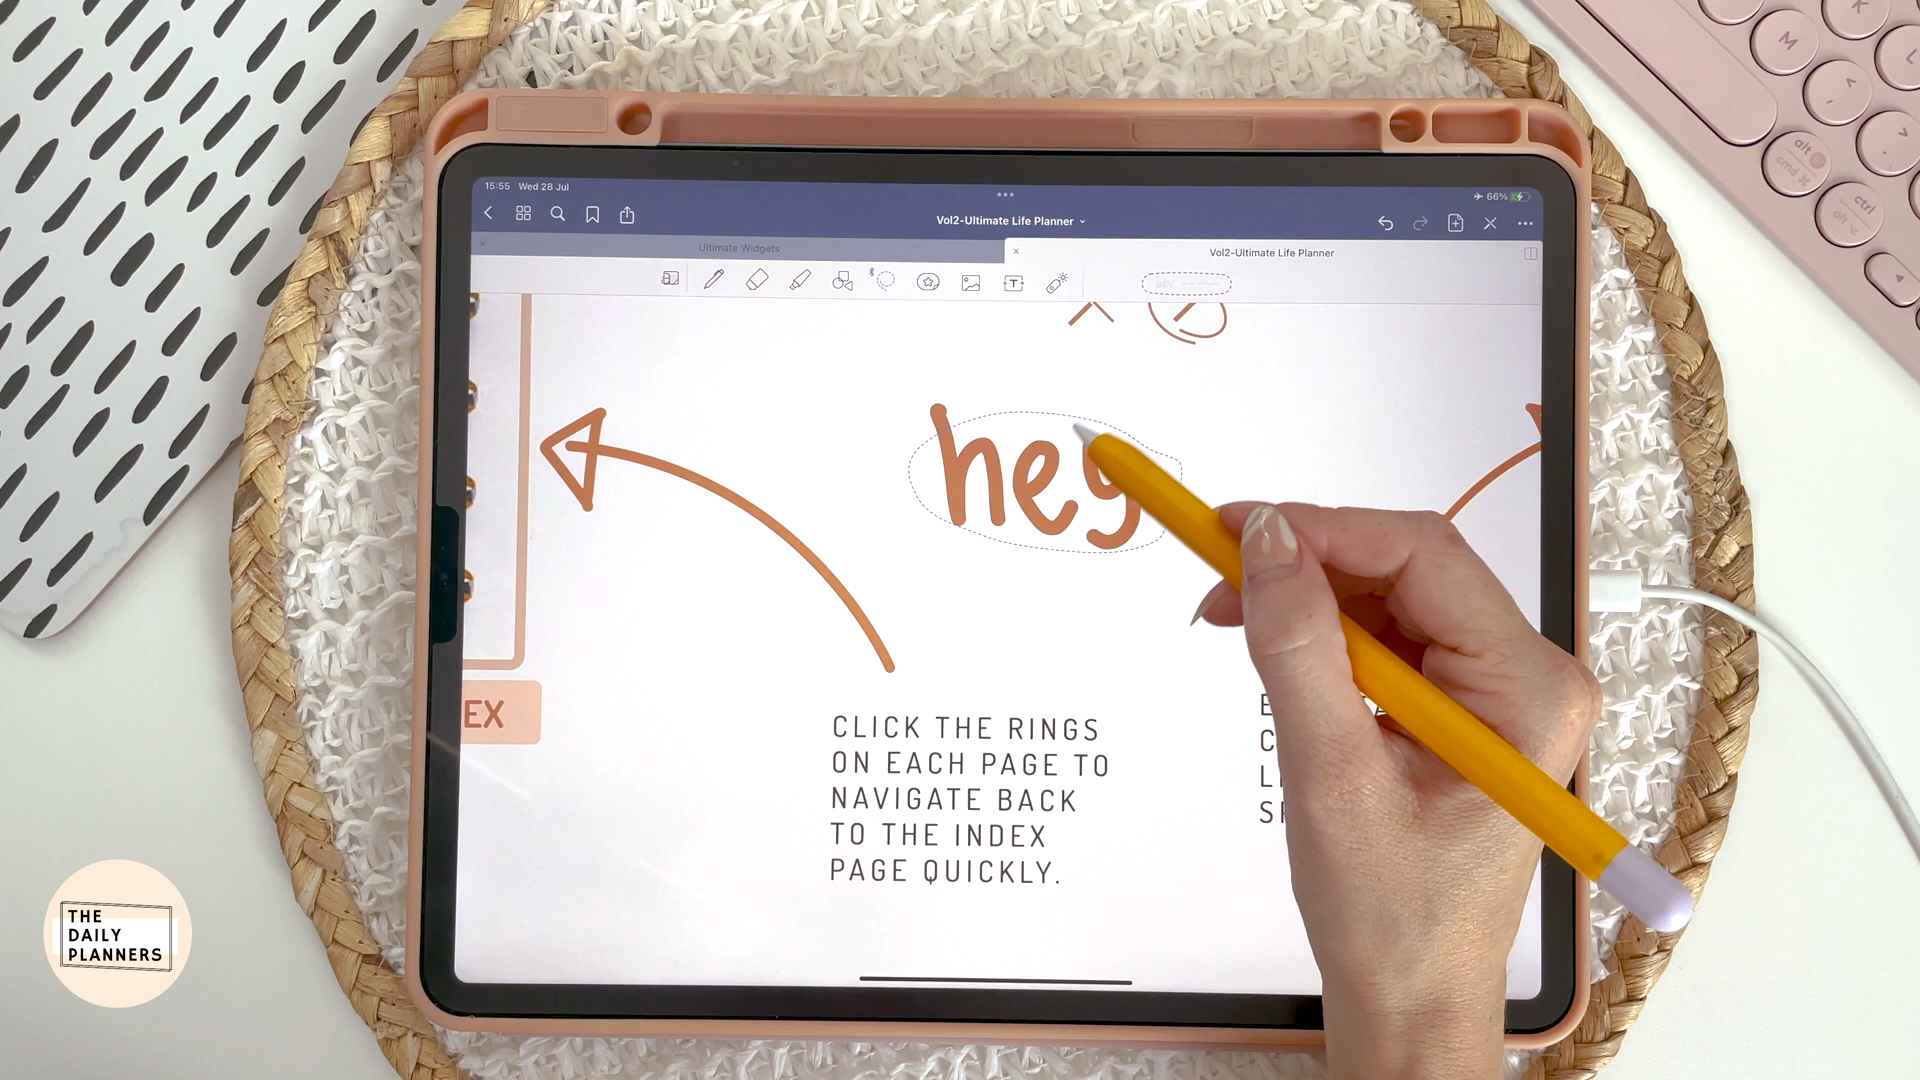 15:55 Wed 28 Jul
66%
Vol2-Ultimate Life Planner
Ultimate Widgets
Vol2-Ultimate Life Planner
T
abc
hey
EX
CLICK THE RINGS
ON EACH PAGE TO
NAVIGATE BACK
TO THE INDEX
PAGE QUICKLY.
THE
DAILY
PLANNERS
K
M
L
alt
cmd
ctrl
alt